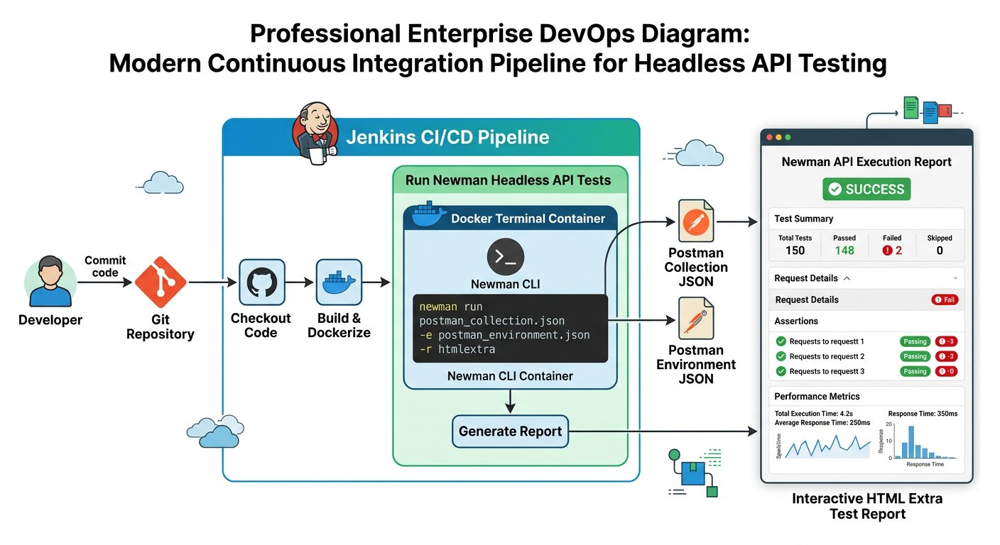 Professional Enterprise DevOps Diagram:
Modern Continuous Integration Pipeline for Headless API Testing
Jenkins CI/CD Pipeline
Developer
Commit
code
Git
Repository
Checkout
Code
Build &
Dockerize
Run Newman Headless API Tests
Docker Terminal Container
>_
Newman CLI
newman run
postman_collection.json
-e postman_environment.json
-r htmlextra
Newman CLI Container
Generate Report
Postman
Collection
JSON
Postman
Environment
JSON
Newman API Execution Report
SUCCESS
Test Summary
Total Tests
150
Passed
148
Failed
2
Skipped
0
Request Details
Request Details
Fail
Assertions
Requests to requestt 1 Passing -3
Requests to requestt 2 Passing -3
Requests to requestt 3 Passing -0
Performance Metrics
Total Execution Time: 4.2s
Average Response Time: 250ms
Response Time: 350ms
20
10
0
Response Time
Interactive HTML Extra
Test Report